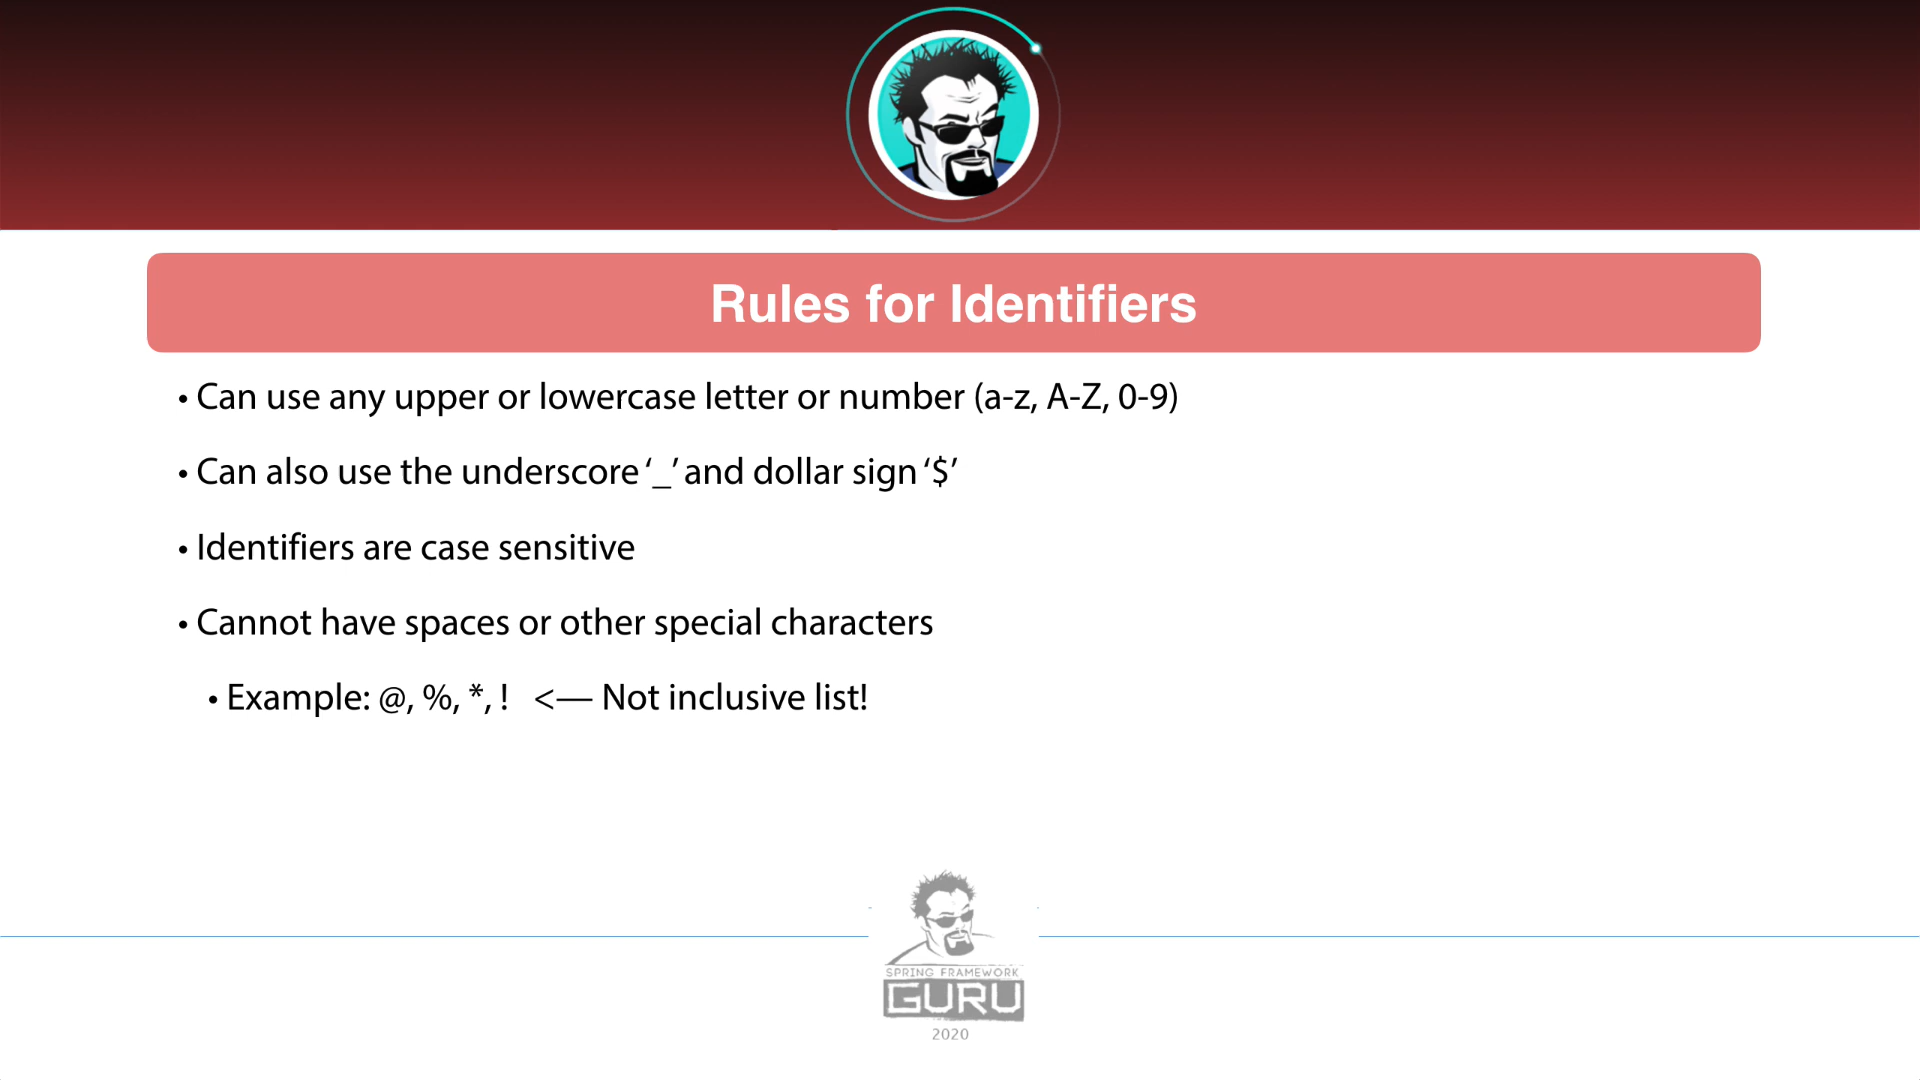 Rules for Identifiers
• Can use any upper or lowercase letter or number (a-z, A-Z, 0-9)
• Can also use the underscore ‘_’ and dollar sign ‘$’
• Identifiers are case sensitive
• Cannot have spaces or other special characters
• Example: @, %, *, ! <— Not inclusive list!
SPRING FRAMEWORK
GURU
2020